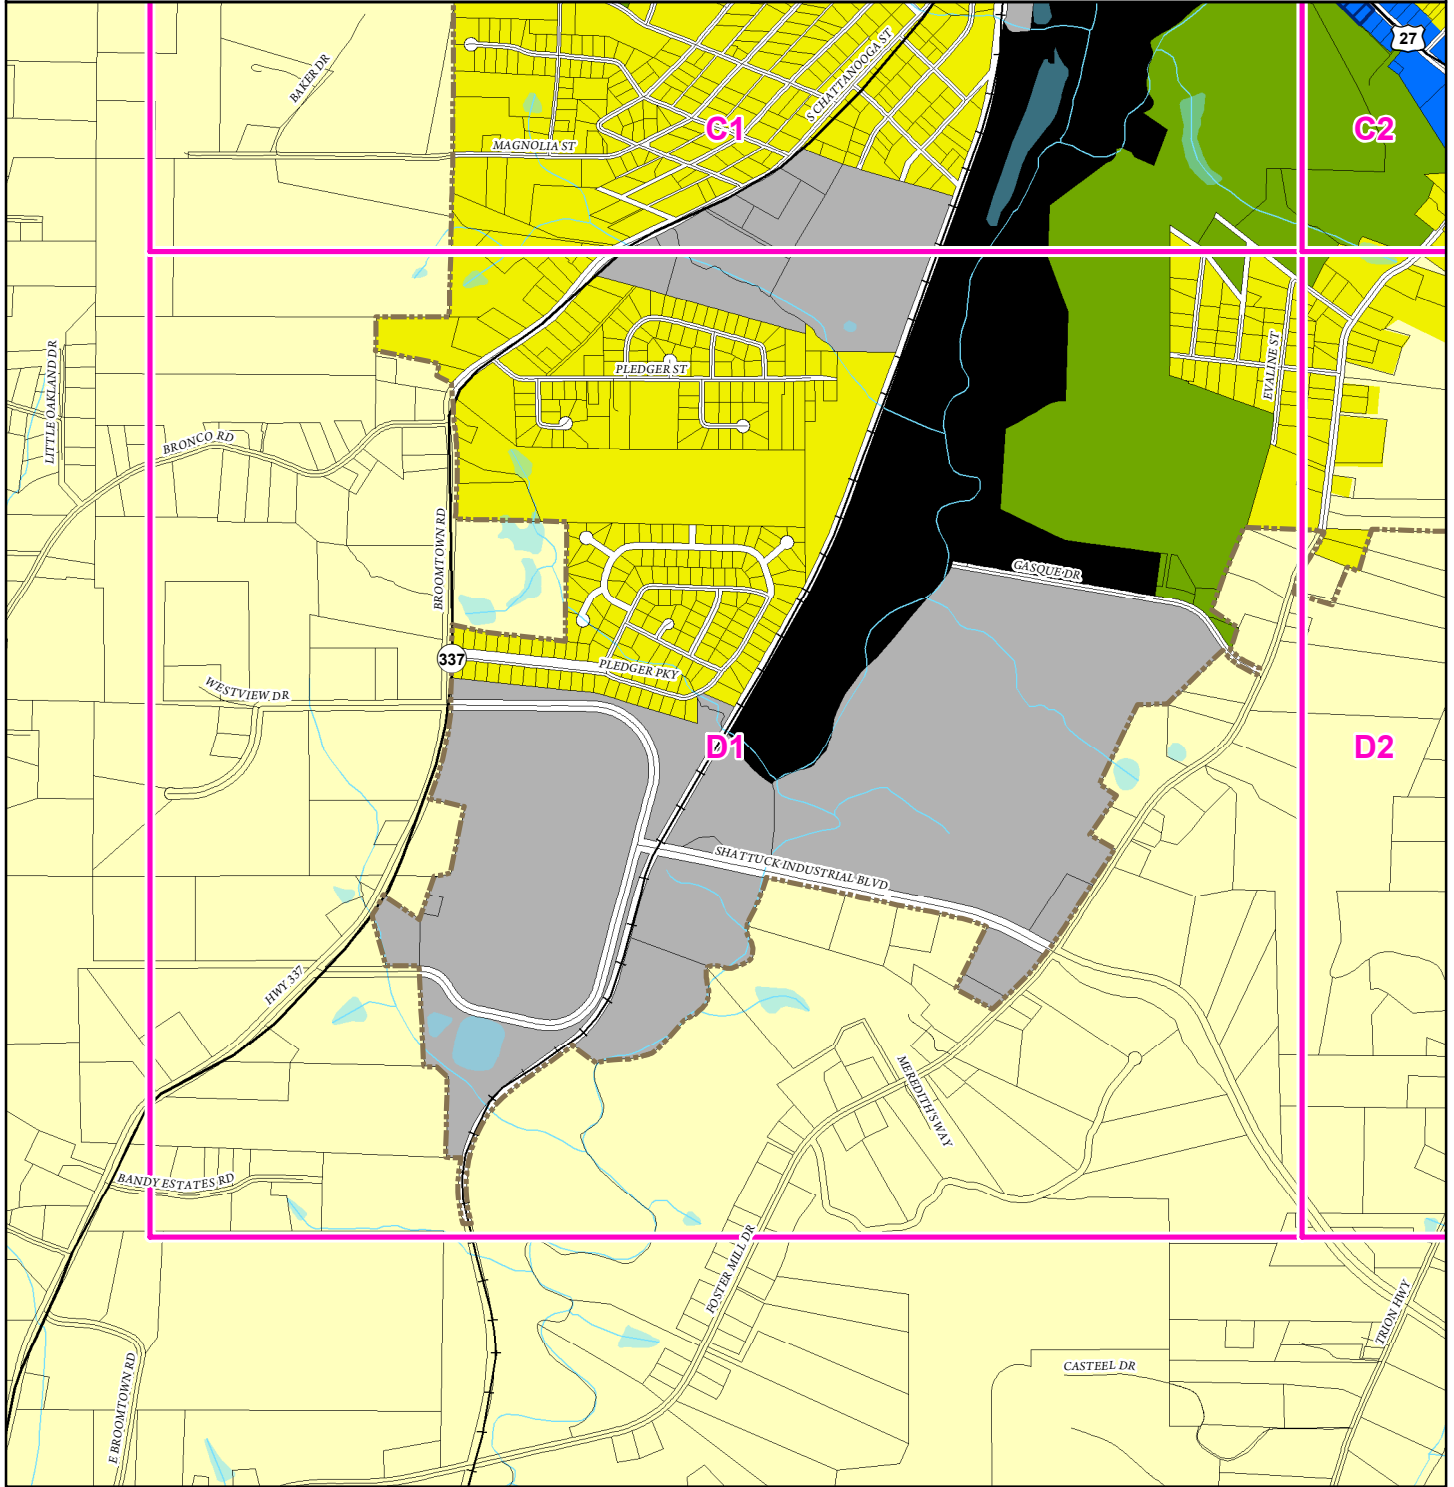 27
BAKER DR
S CHATTANOOGA ST
C1
C2
MAGNOLIA ST
LITTLE OAKLAND DR
PLEDGER ST
EVALINE ST
BRONCO RD
BROOMTOWN RD
GASQUE DR
337
PLEDGER PKY
WESTVIEW DR
D1
D2
SHATTUCK INDUSTRIAL BLVD
HWY 337
MEREDITH'S WAY
BANDY ESTATES RD
FOSTER MILL DR
TRION HWY
CASTEEL DR
E BROOMTOWN RD